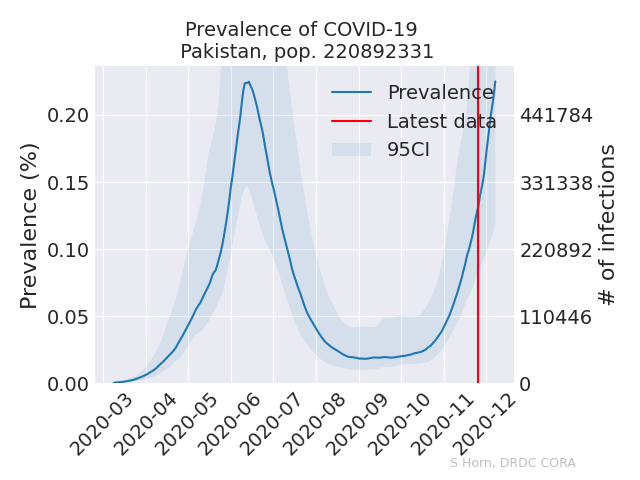 Prevalence of COVID-19
Pakistan, pop. 220892331
Prevalence
Latest data
95CI
Prevalence (%)
0.20
0.15
0.10
0.05
0.00
441784
331338
220892
110446
0
# of infections
2020-03
2020-04
2020-05
2020-06
2020-07
2020-08
2020-09
2020-10
2020-11
2020-12
S Horn, DRDC CORA